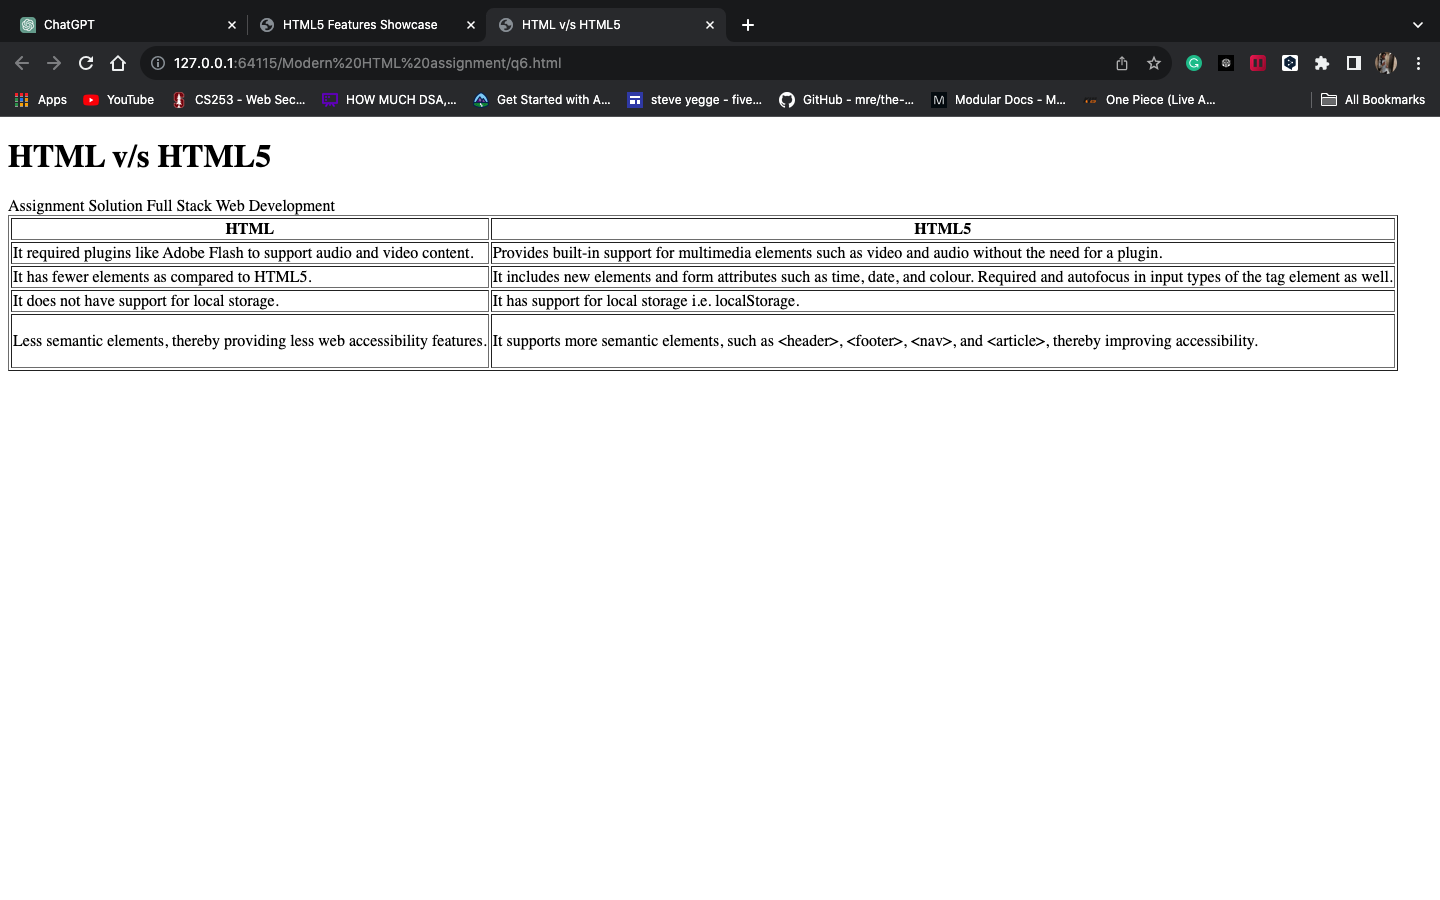 ChatGPT
HTML5 Features Showcase
HTML v/s HTML5
127.0.0.1:64115/Modern%20HTML%20assignment/q6.html
Apps
YouTube
CS253 - Web Sec...
HOW MUCH DSA,...
Get Started with A...
steve yegge - five...
GitHub - mre/the-...
M
Modular Docs - M...
One Piece (Live A...
All Bookmarks
HTML v/s HTML5
Assignment Solution Full Stack Web Development
HTML HTML5
It required plugins like Adobe Flash to support audio and video content. Provides built-in support for multimedia elements such as video and audio without the need for a plugin.
It has fewer elements as compared to HTML5. It includes new elements and form attributes such as time, date, and colour. Required and autofocus in input types of the tag element as well.
It does not have support for local storage. It has support for local storage i.e. localStorage.
Less semantic elements, thereby providing less web accessibility features. It supports more semantic elements, such as <header>, <footer>, <nav>, and <article>, thereby improving accessibility.